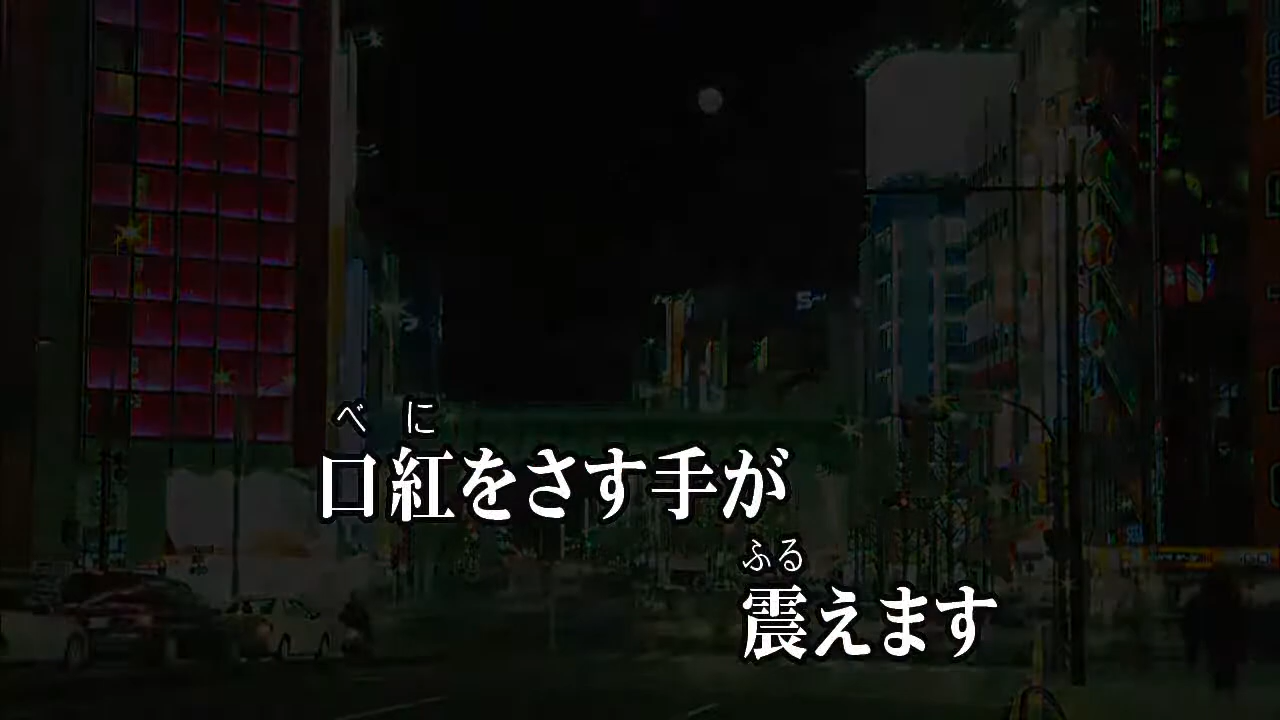 べに
口紅をさす手が
ふる
震えます